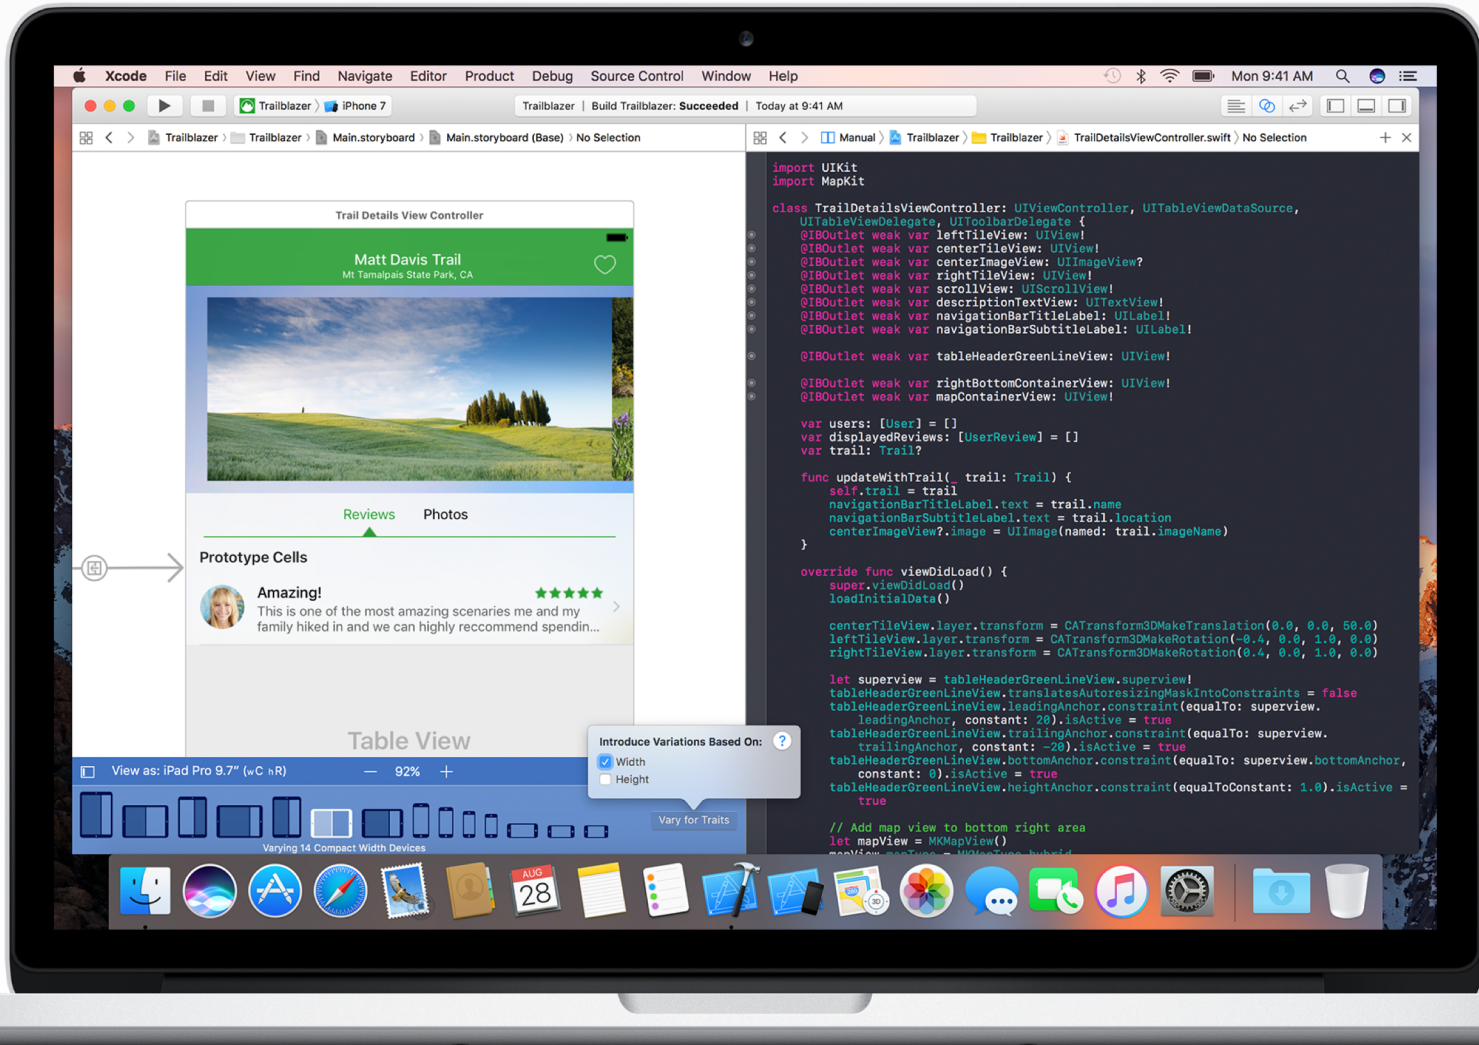 Xcode File Edit View Find Navigate Editor Product Debug Source Control Window Help Mon 9:41 AM
Trailblazer iPhone 7 Trailblazer | Build Trailblazer: Succeeded | Today at 9:41 AM
Trailblazer Trailblazer Main.storyboard Main.storyboard (Base) No Selection
Manual Trailblazer Trailblazer TrailDetailsViewController.swift No Selection
Trail Details View Controller
Matt Davis Trail
Mt Tamalpais State Park, CA
Reviews Photos
Prototype Cells
Amazing!
This is one of the most amazing scenaries me and my
family hiked in and we can highly reccommend spendin...
Table View
Introduce Variations Based On: ?
Width
Height
View as: iPad Pro 9.7” (wC hR) — 92% +
Vary for Traits
Varying 14 Compact Width Devices
import UIKit
import MapKit
class TrailDetailsViewController: UIViewController, UITableViewDataSource,
UITableViewDelegate, UIToolbarDelegate {
@IBOutlet weak var leftTileView: UIView!
@IBOutlet weak var centerTileView: UIView!
@IBOutlet weak var centerImageView: UIImageView?
@IBOutlet weak var rightTileView: UIView!
@IBOutlet weak var scrollView: UIScrollView!
@IBOutlet weak var descriptionTextView: UITextView!
@IBOutlet weak var navigationBarTitleLabel: UILabel!
@IBOutlet weak var navigationBarSubtitleLabel: UILabel!
@IBOutlet weak var tableHeaderGreenLineView: UIView!
@IBOutlet weak var rightBottomContainerView: UIView!
@IBOutlet weak var mapContainerView: UIView!
var users: [User] = []
var displayedReviews: [UserReview] = []
var trail: Trail?
func updateWithTrail(_ trail: Trail) {
self.trail = trail
navigationBarTitleLabel.text = trail.name
navigationBarSubtitleLabel.text = trail.location
centerImageView?.image = UIImage(named: trail.imageName)
}
override func viewDidLoad() {
super.viewDidLoad()
loadInitialData()
centerTileView.layer.transform = CATransform3DMakeTranslation(0.0, 0.0, 50.0)
leftTileView.layer.transform = CATransform3DMakeRotation(-0.4, 0.0, 1.0, 0.0)
rightTileView.layer.transform = CATransform3DMakeRotation(0.4, 0.0, 1.0, 0.0)
let superview = tableHeaderGreenLineView.superview!
tableHeaderGreenLineView.translatesAutoresizingMaskIntoConstraints = false
tableHeaderGreenLineView.leadingAnchor.constraint(equalTo: superview.
leadingAnchor, constant: 20).isActive = true
tableHeaderGreenLineView.trailingAnchor.constraint(equalTo: superview.
trailingAnchor, constant: -20).isActive = true
tableHeaderGreenLineView.bottomAnchor.constraint(equalTo: superview.bottomAnchor,
constant: 0).isActive = true
tableHeaderGreenLineView.heightAnchor.constraint(equalToConstant: 1.0).isActive =
true
// Add map view to bottom right area
let mapView = MKMapView()
mapView.mapType = MKMapType.hybrid
AUG
28
3D